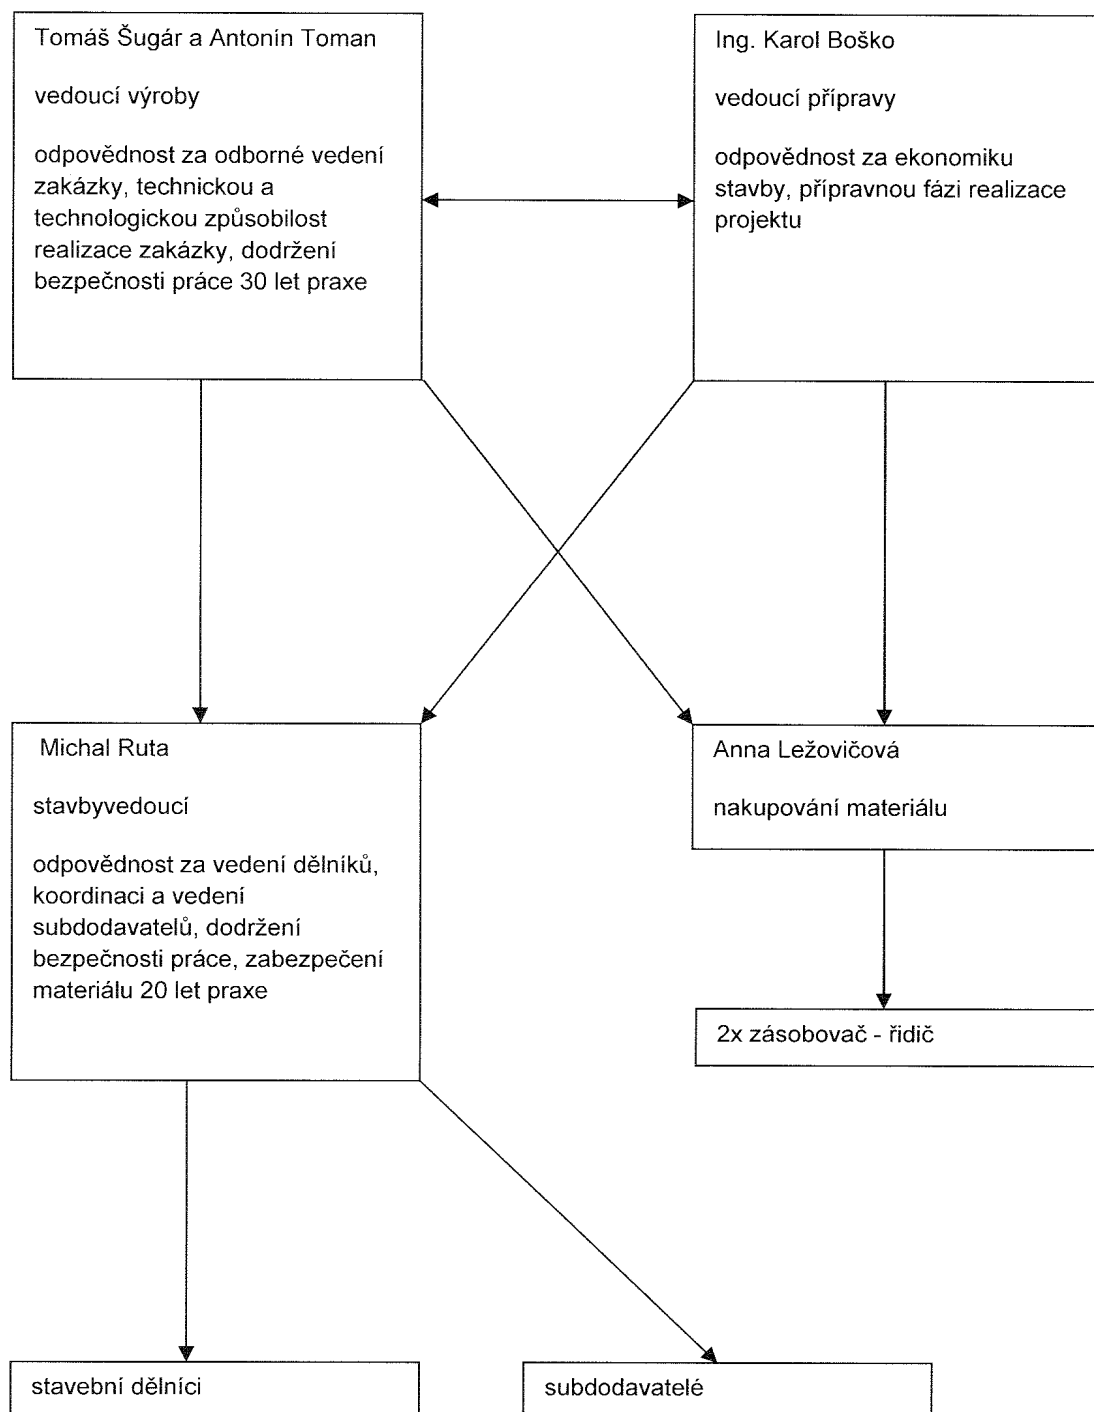 Tomáš Šugár a Antonín Toman
vedoucí výroby
odpovědnost za odborné vedení
zakázky, technickou a
technologickou způsobilost
realizace zakázky, dodržení
bezpečnosti práce 30 let praxe
Ing. Karol Boško
vedoucí přípravy
odpovědnost za ekonomiku
stavby, přípravnou fázi realizace
projektu
Michal Ruta
stavbyvedoucí
odpovědnost za vedení dělníků,
koordinaci a vedení
subdodavatelů, dodržení
bezpečnosti práce, zabezpečení
materiálu 20 let praxe
Anna Ležovičová
nakupování materiálu
2x zásobovač - řidič
stavební dělníci
subdodavatelé